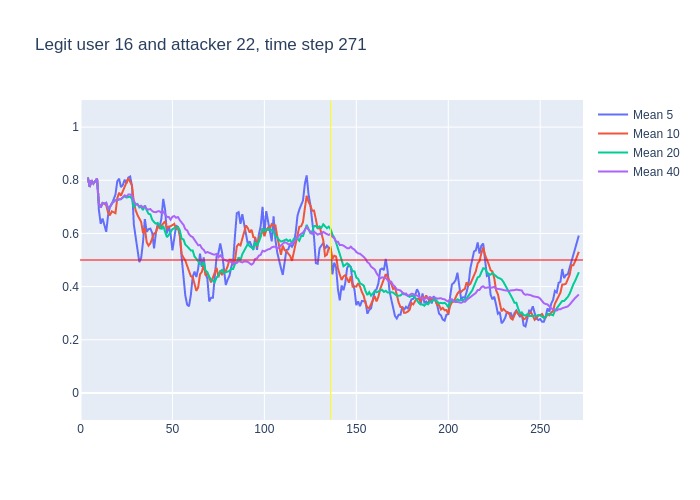 Legit user 16 and attacker 22, time step 271
Mean 5
Mean 10
Mean 20
Mean 40
1
0.8
0.6
0.4
0.2
0
0 50 100 150 200 250